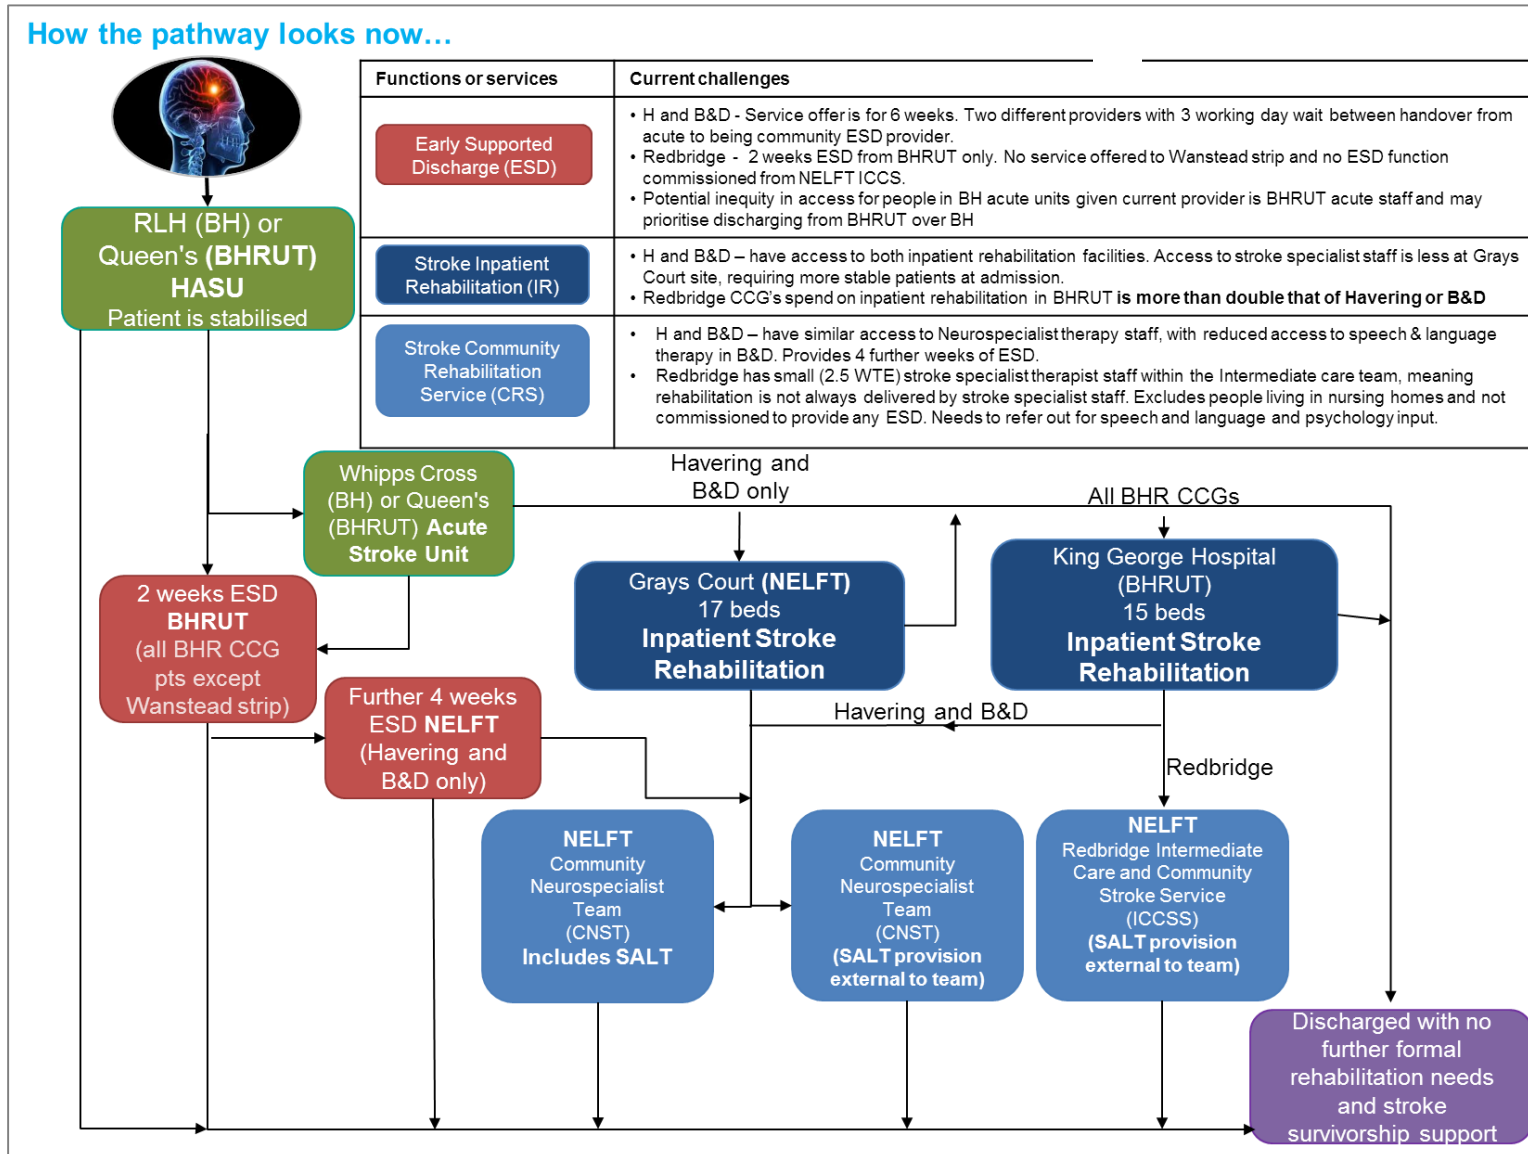 How the pathway looks now…
Functions or services
Current challenges
Early Supported
Discharge (ESD)
• H and B&D - Service offer is for 6 weeks. Two different providers with 3 working day wait between handover from
acute to being community ESD provider.
• Redbridge - 2 weeks ESD from BHRUT only. No service offered to Wanstead strip and no ESD function
commissioned from NELFT ICCS.
• Potential inequity in access for people in BH acute units given current provider is BHRUT acute staff and may
prioritise discharging from BHRUT over BH
Stroke Inpatient
Rehabilitation (IR)
• H and B&D – have access to both inpatient rehabilitation facilities. Access to stroke specialist staff is less at Grays
Court site, requiring more stable patients at admission.
• Redbridge CCG's spend on inpatient rehabilitation in BHRUT is more than double that of Havering or B&D
Stroke Community
Rehabilitation
Service (CRS)
• H and B&D – have similar access to Neurospecialist therapy staff, with reduced access to speech & language
therapy in B&D. Provides 4 further weeks of ESD.
• Redbridge has small (2.5 WTE) stroke specialist therapist staff within the Intermediate care team, meaning
rehabilitation is not always delivered by stroke specialist staff. Excludes people living in nursing homes and not
commissioned to provide any ESD. Needs to refer out for speech and language and psychology input.
RLH (BH) or
Queen's (BHRUT)
HASU
Patient is stabilised
Whipps Cross
(BH) or Queen's
(BHRUT) Acute
Stroke Unit
Havering and
B&D only
All BHR CCGs
2 weeks ESD
BHRUT
(all BHR CCG
pts except
Wanstead strip)
Grays Court (NELFT)
17 beds
Inpatient Stroke
Rehabilitation
King George Hospital
(BHRUT)
15 beds
Inpatient Stroke
Rehabilitation
Further 4 weeks
ESD NELFT
(Havering and
B&D only)
Havering and B&D
Redbridge
NELFT
Community
Neurospecialist
Team
(CNST)
Includes SALT
NELFT
Community
Neurospecialist
Team
(CNST)
(SALT provision
external to team)
NELFT
Redbridge Intermediate
Care and Community
Stroke Service
(ICCSS)
(SALT provision
external to team)
Discharged with no
further formal
rehabilitation needs
and stroke
survivorship support